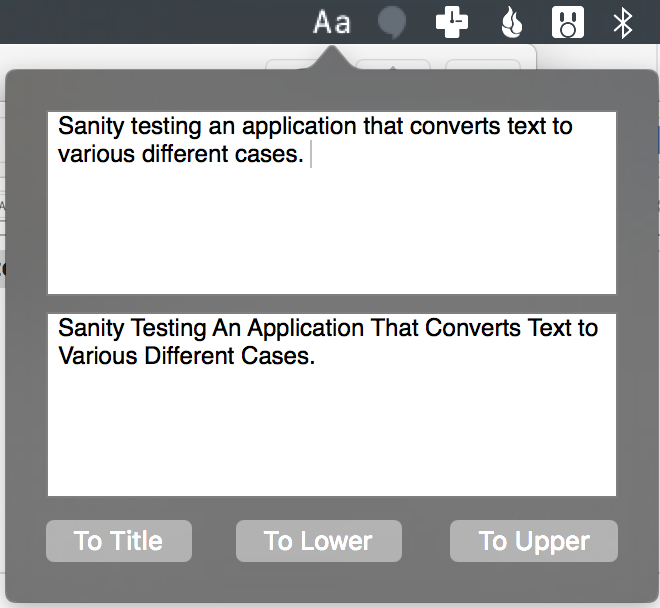 Aa
Sanity testing an application that converts text to
various different cases.
Sanity Testing An Application That Converts Text to
Various Different Cases.
To Title
To Lower
To Upper